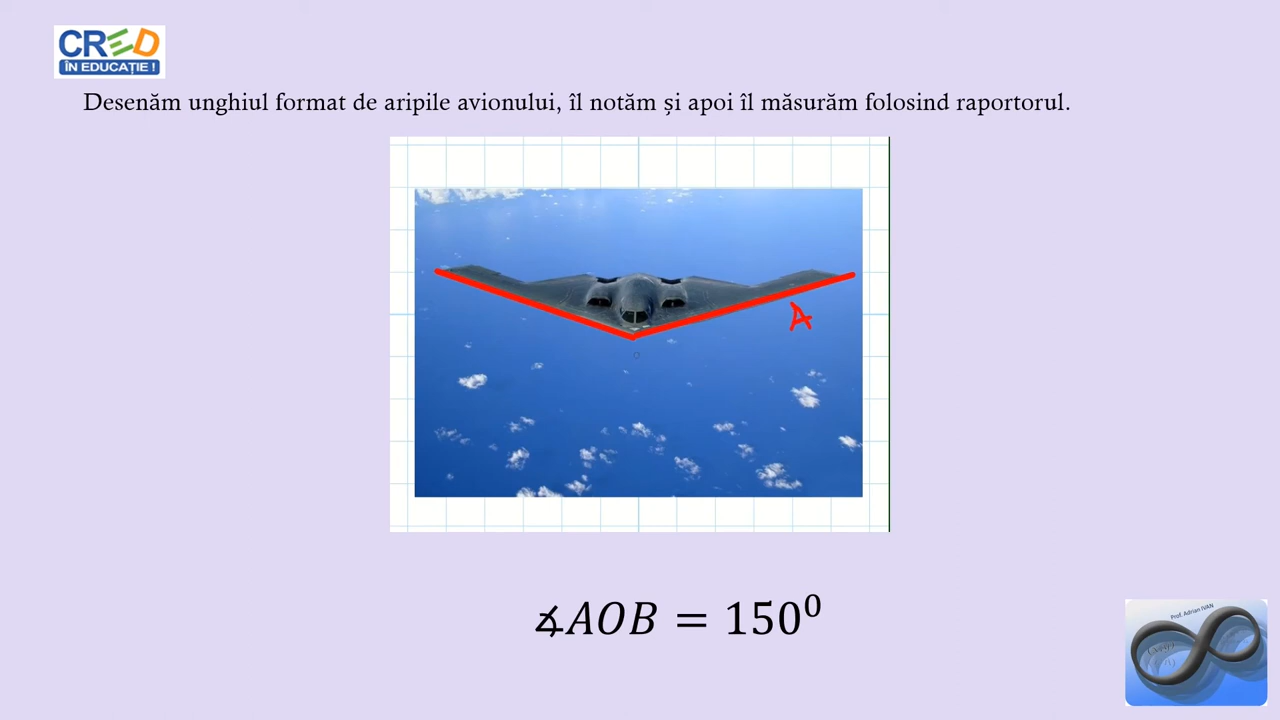 CRED
ÎN EDUCAȚIE !
Desenăm unghiul format de aripile avionului, îl notăm și apoi îl măsurăm folosind raportorul.
A
∡AOB = 150⁰
Prof. Adrian IVAN